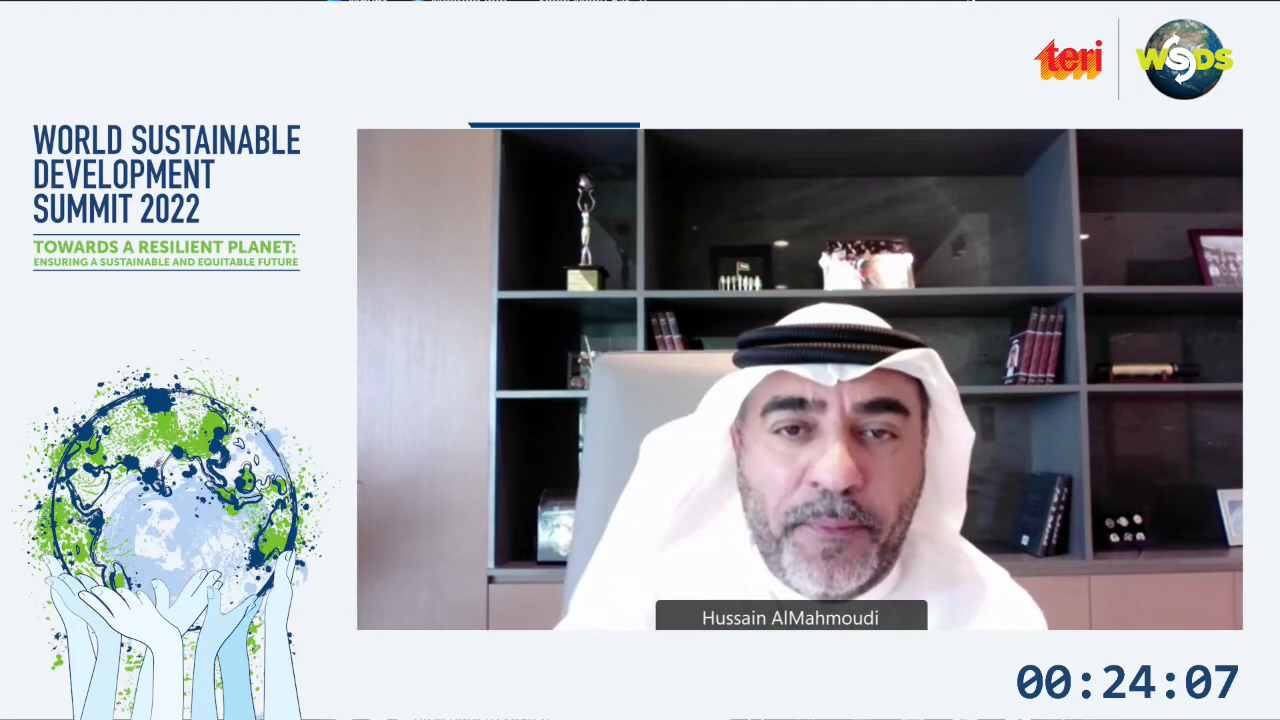 teri
WSDS
WORLD SUSTAINABLE
DEVELOPMENT
SUMMIT 2022
TOWARDS A RESILIENT PLANET:
ENSURING A SUSTAINABLE AND EQUITABLE FUTURE
Hussain AlMahmoudi
00:24:07